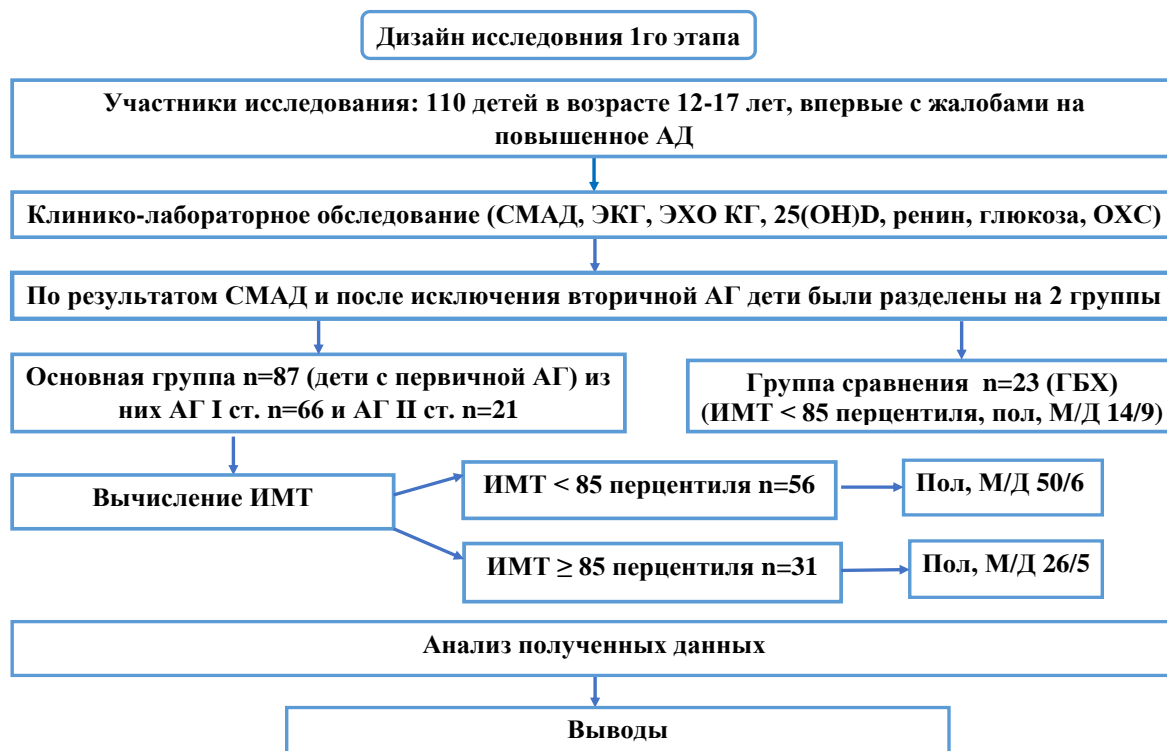 Дизайн исследовния 1го этапа
Участники исследования: 110 детей в возрасте 12-17 лет, впервые с жалобами на
повышенное АД
Клинико-лабораторное обследование (СМАД, ЭКГ, ЭХО КГ, 25(ОН)D, ренин, глюкоза, ОХС)
По результатом СМАД и после исключения вторичной АГ дети были разделены на 2 группы
Основная группа n=87 (дети с первичной АГ) из
них АГ I ст. n=66 и АГ II ст. n=21
Группа сравнения n=23 (ГБХ)
(ИМТ < 85 перцентиля, пол, М/Д 14/9)
Вычисление ИМТ
ИМТ < 85 перцентиля n=56
Пол, М/Д 50/6
ИМТ ≥ 85 перцентиля n=31
Пол, М/Д 26/5
Анализ полученных данных
Выводы